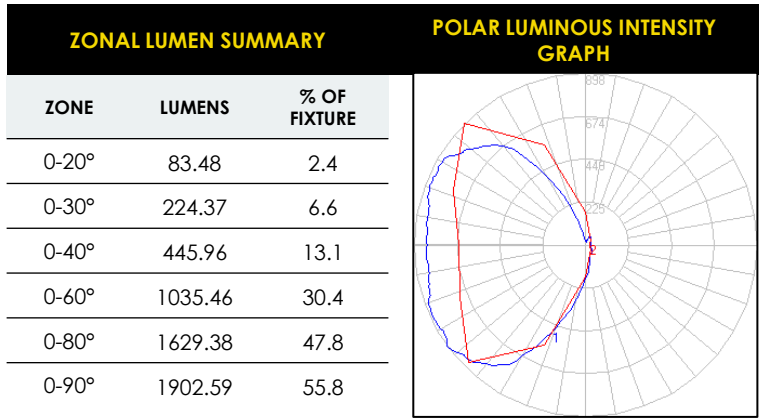 ZONAL LUMEN SUMMARY
POLAR LUMINOUS INTENSITY
GRAPH
ZONE LUMENS % OF
FIXTURE
0-20° 83.48 2.4
0-30° 224.37 6.6
0-40° 445.96 13.1
0-60° 1035.46 30.4
0-80° 1629.38 47.8
0-90° 1902.59 55.8
898
674
449
225
2
1